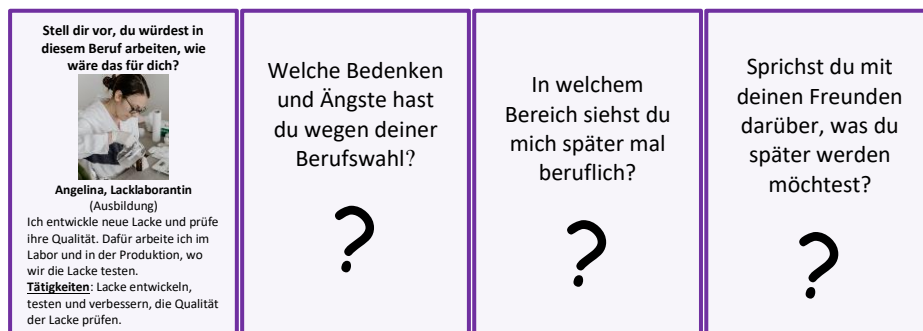 Stell dir vor, du würdest in
diesem Beruf arbeiten, wie
wäre das für dich?
Angelina, Lacklaborantin
(Ausbildung)
Ich entwickle neue Lacke und prüfe
ihre Qualität. Dafür arbeite ich im
Labor und in der Produktion, wo
wir die Lacke testen.
Tätigkeiten: Lacke entwickeln,
testen und verbessern, die Qualität
der Lacke prüfen.
Welche Bedenken
und Ängste hast
du wegen deiner
Berufswahl?
?
In welchem
Bereich siehst du
mich später mal
beruflich?
?
Sprichst du mit
deinen Freunden
darüber, was du
später werden
möchtest?
?